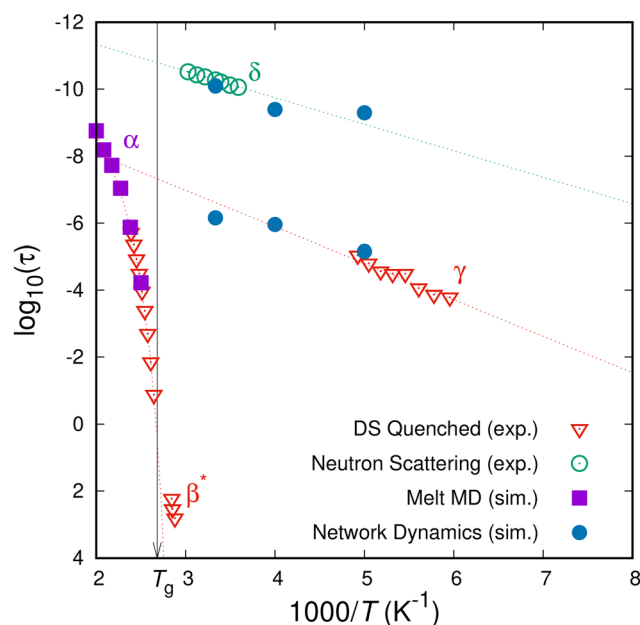 -12
-10
-8
-6
-4
-2
0
2
4
log10(τ)
δ
α
γ
β*
DS Quenched (exp.)
Neutron Scattering (exp.)
Melt MD (sim.)
Network Dynamics (sim.)
2 Tg 3 4 5 6 7 8
1000/T (K⁻¹)